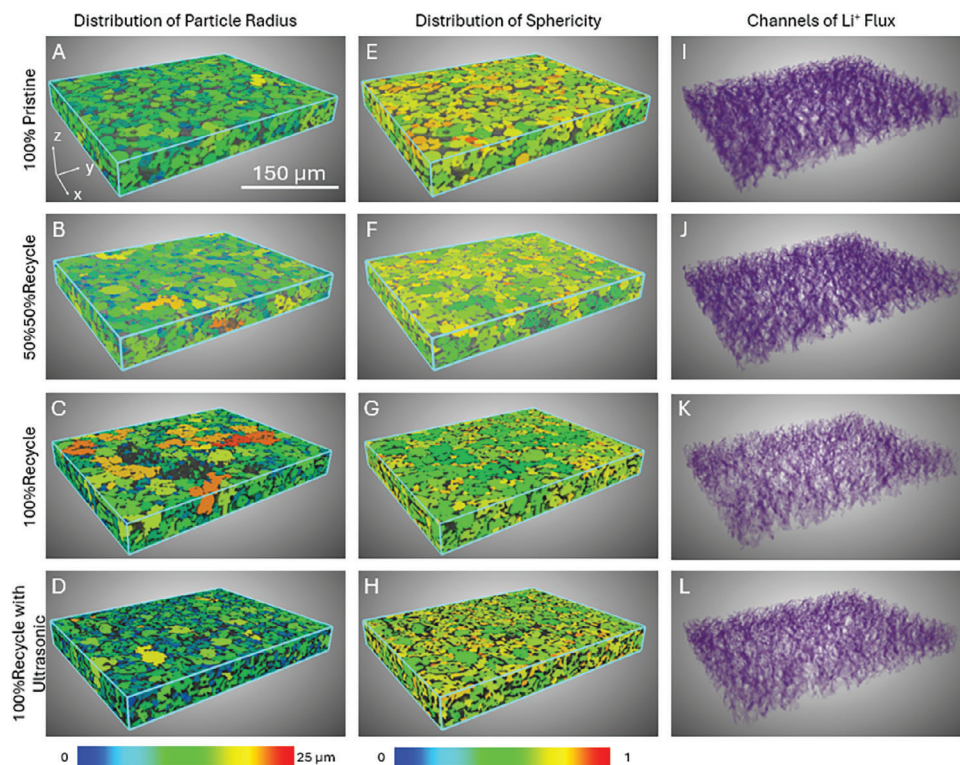 Distribution of Particle Radius
Distribution of Sphericity
Channels of Li⁺ Flux
100% Pristine
A
z
y
x
150 µm
E
I
50%50%Recycle
B
F
J
100%Recycle
C
G
K
100%Recycle with
Ultrasonic
D
H
L
0
25 µm
0
1